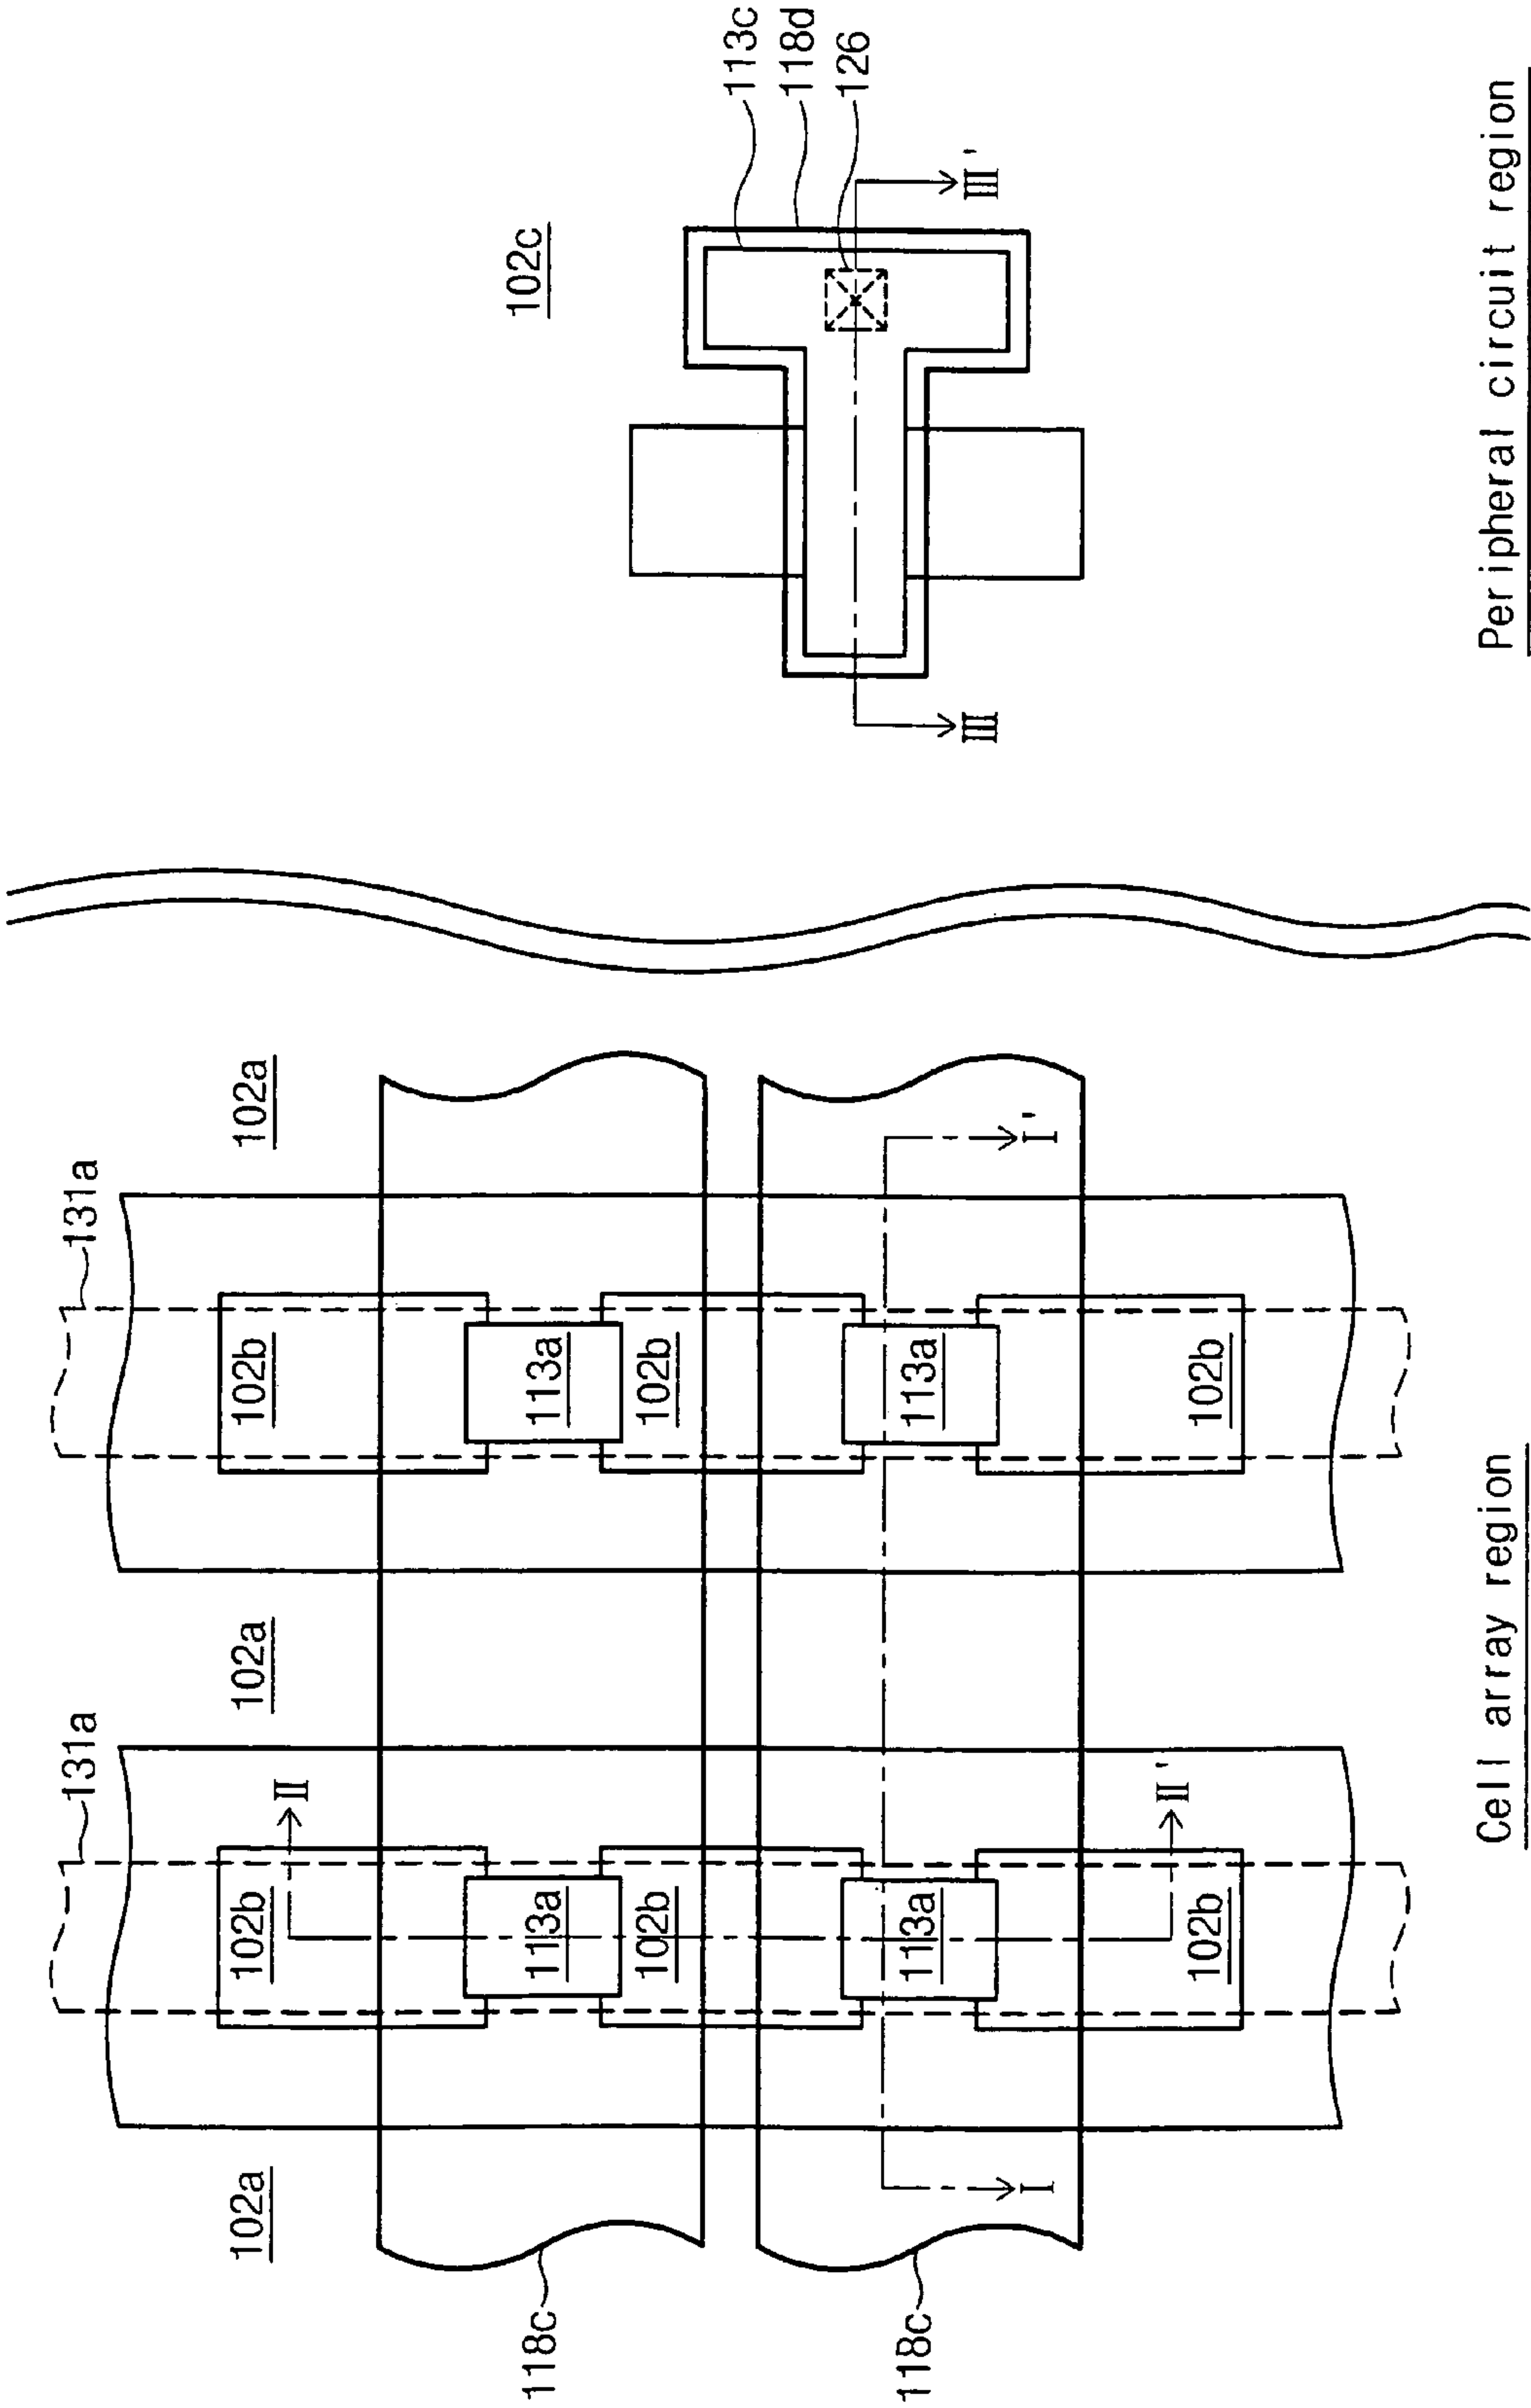 131a
131a
102a
102a
102a
102b
II
102b
118c
113a
113a
102b
102b
118c
113a
113a
I
I'
102b
II'
102b
Cell array region
102c
113c
118d
126
III
III'
Peripheral circuit region